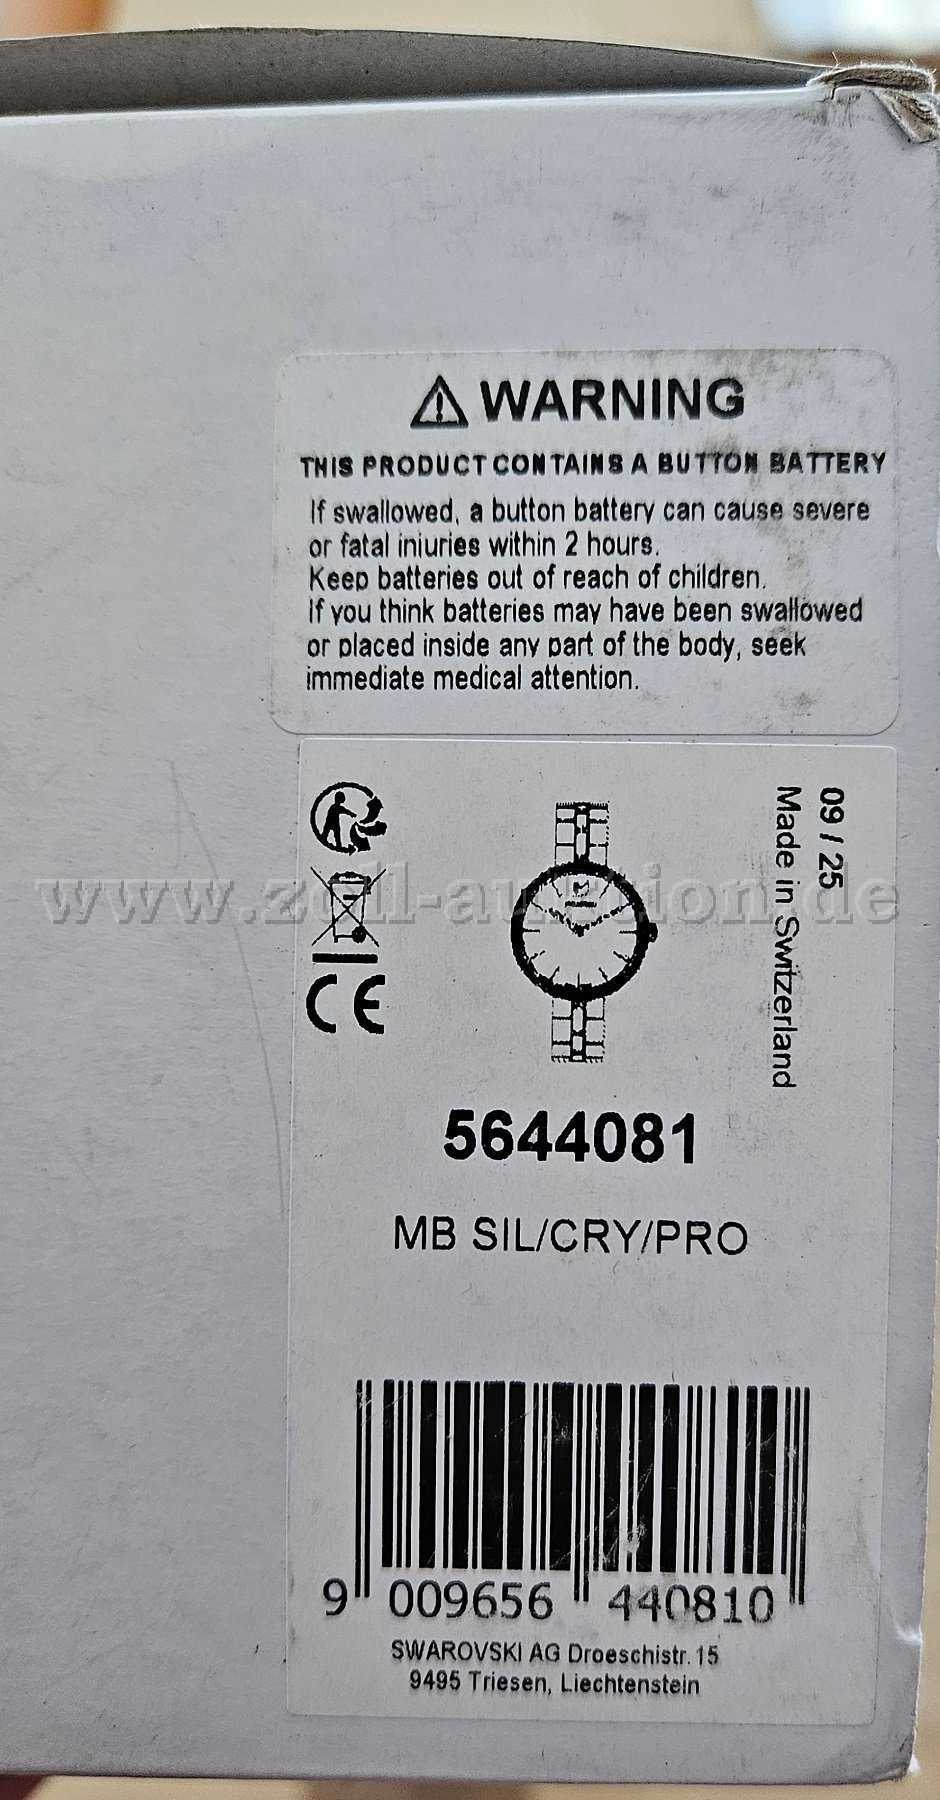 WARNING
THIS PRODUCT CONTAINS A BUTTON BATTERY
If swallowed, a button battery can cause severe
or fatal injuries within 2 hours.
Keep batteries out of reach of children.
If you think batteries may have been swallowed
or placed inside any part of the body, seek
immediate medical attention.
09 / 25
Made in Switzerland
www.zoll-auktion.de
CE
5644081
MB SIL/CRY/PRO
9 009656 440810
SWAROVSKI AG Droeschistr. 15
9495 Triesen, Liechtenstein